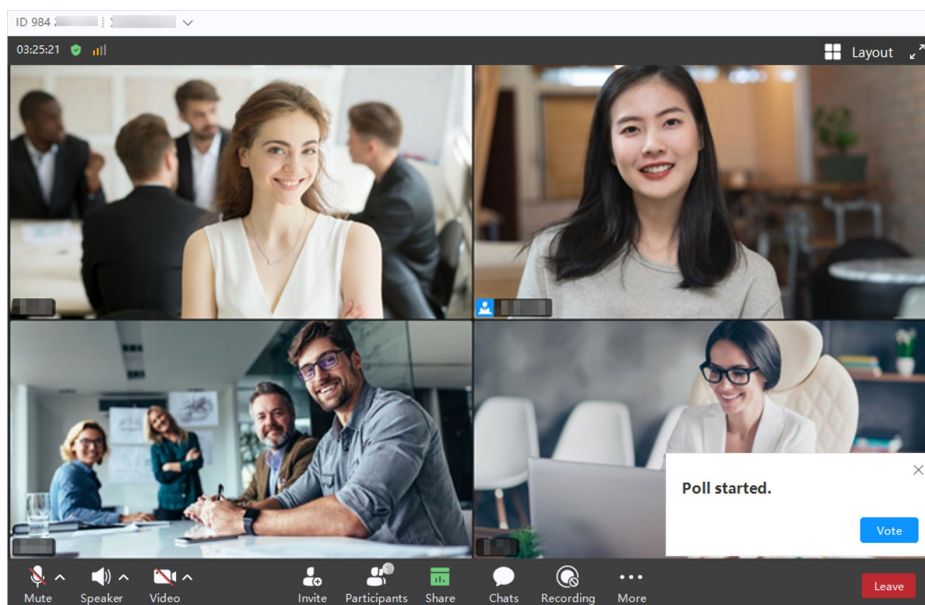 ID 984
03:25:21
Layout
Poll started.
Vote
Mute
Speaker
Video
Invite
Participants
Share
Chats
Recording
More
Leave